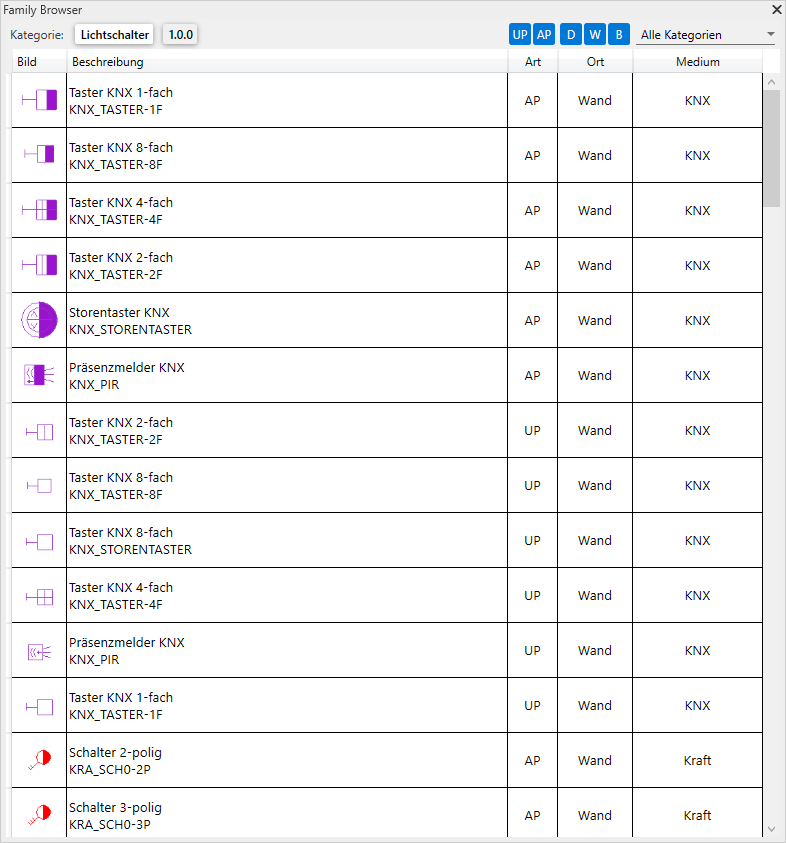 Family Browser
Kategorie: Lichtschalter 1.0.0 UP AP D W B Alle Kategorien
Bild Beschreibung Art Ort Medium
Taster KNX 1-fach
KNX_TASTER-1F AP Wand KNX
Taster KNX 8-fach
KNX_TASTER-8F AP Wand KNX
Taster KNX 4-fach
KNX_TASTER-4F AP Wand KNX
Taster KNX 2-fach
KNX_TASTER-2F AP Wand KNX
Storentaster KNX
KNX_STORENTASTER AP Wand KNX
Präsenzmelder KNX
KNX_PIR AP Wand KNX
Taster KNX 2-fach
KNX_TASTER-2F UP Wand KNX
Taster KNX 8-fach
KNX_TASTER-8F UP Wand KNX
Taster KNX 8-fach
KNX_STORENTASTER UP Wand KNX
Taster KNX 4-fach
KNX_TASTER-4F UP Wand KNX
Präsenzmelder KNX
KNX_PIR UP Wand KNX
Taster KNX 1-fach
KNX_TASTER-1F UP Wand KNX
Schalter 2-polig
KRA_SCH0-2P AP Wand Kraft
Schalter 3-polig
KRA_SCH0-3P AP Wand Kraft